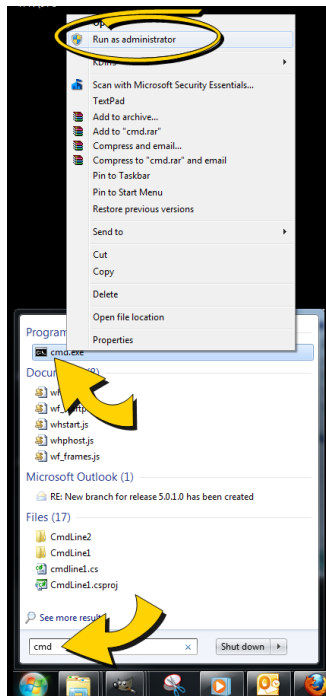 Run as administrator
Scan with Microsoft Security Essentials...
TextPad
Add to archive...
Add to "cmd.rar"
Compress and email...
Compress to "cmd.rar" and email
Pin to Taskbar
Pin to Start Menu
Restore previous versions
Send to
Cut
Copy
Delete
Open file location
Properties
cmd.exe
whstart.js
whphost.js
wf_frames.js
Microsoft Outlook (1)
RE: New branch for release 5.0.1.0 has been created
Files (17)
CmdLine2
CmdLine1
cmdline1.cs
CmdLine1.csproj
See more
cmd
Shut down